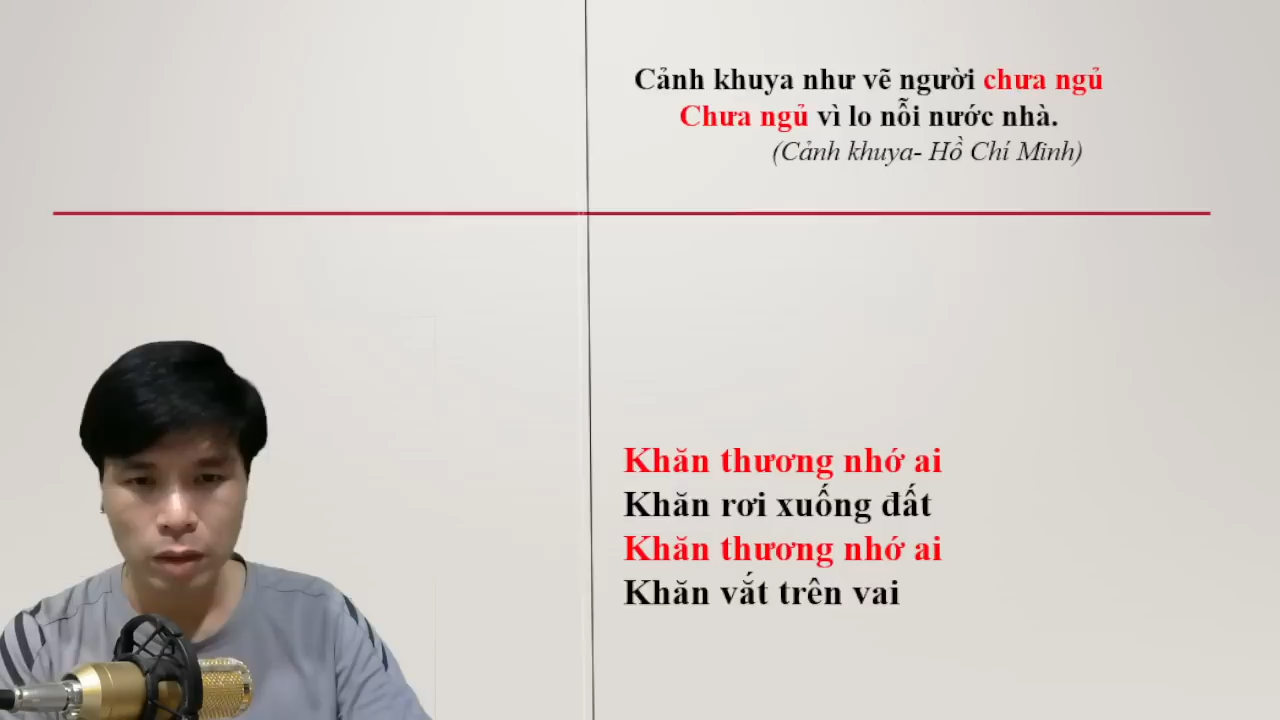 Cảnh khuya như vẽ người chưa ngủ
Chưa ngủ vì lo nỗi nước nhà.
(Cảnh khuya- Hồ Chí Minh)
Khăn thương nhớ ai
Khăn rơi xuống đất
Khăn thương nhớ ai
Khăn vắt trên vai